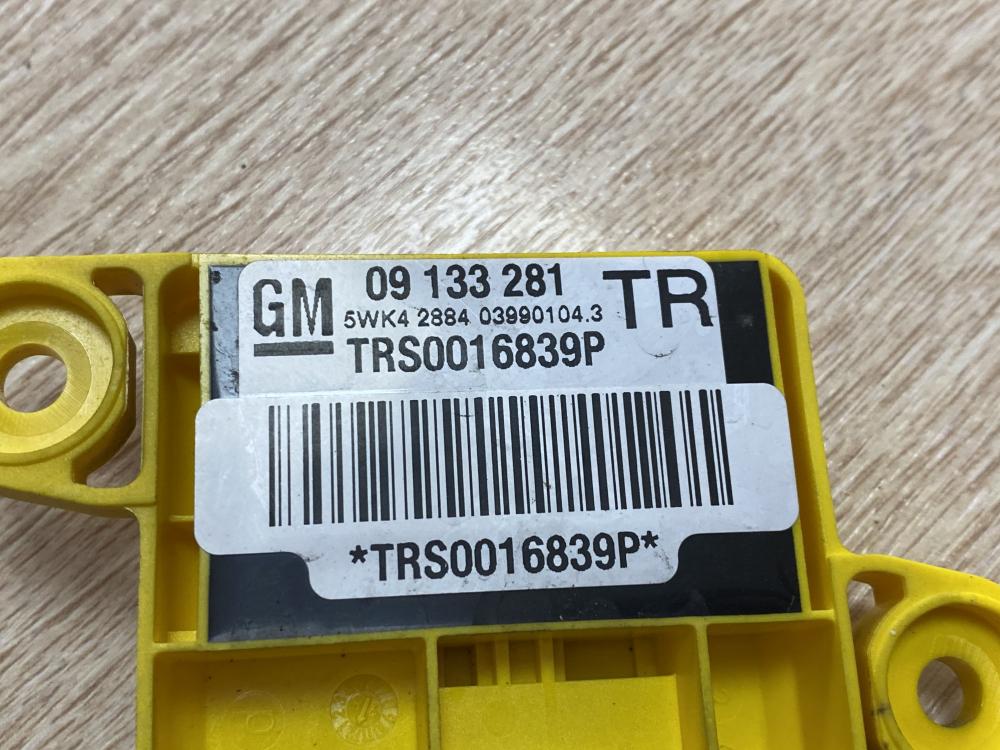 GM 09 133 281 TR
5WK4 2884 03990104.3
TRS0016839P
*TRS0016839P*